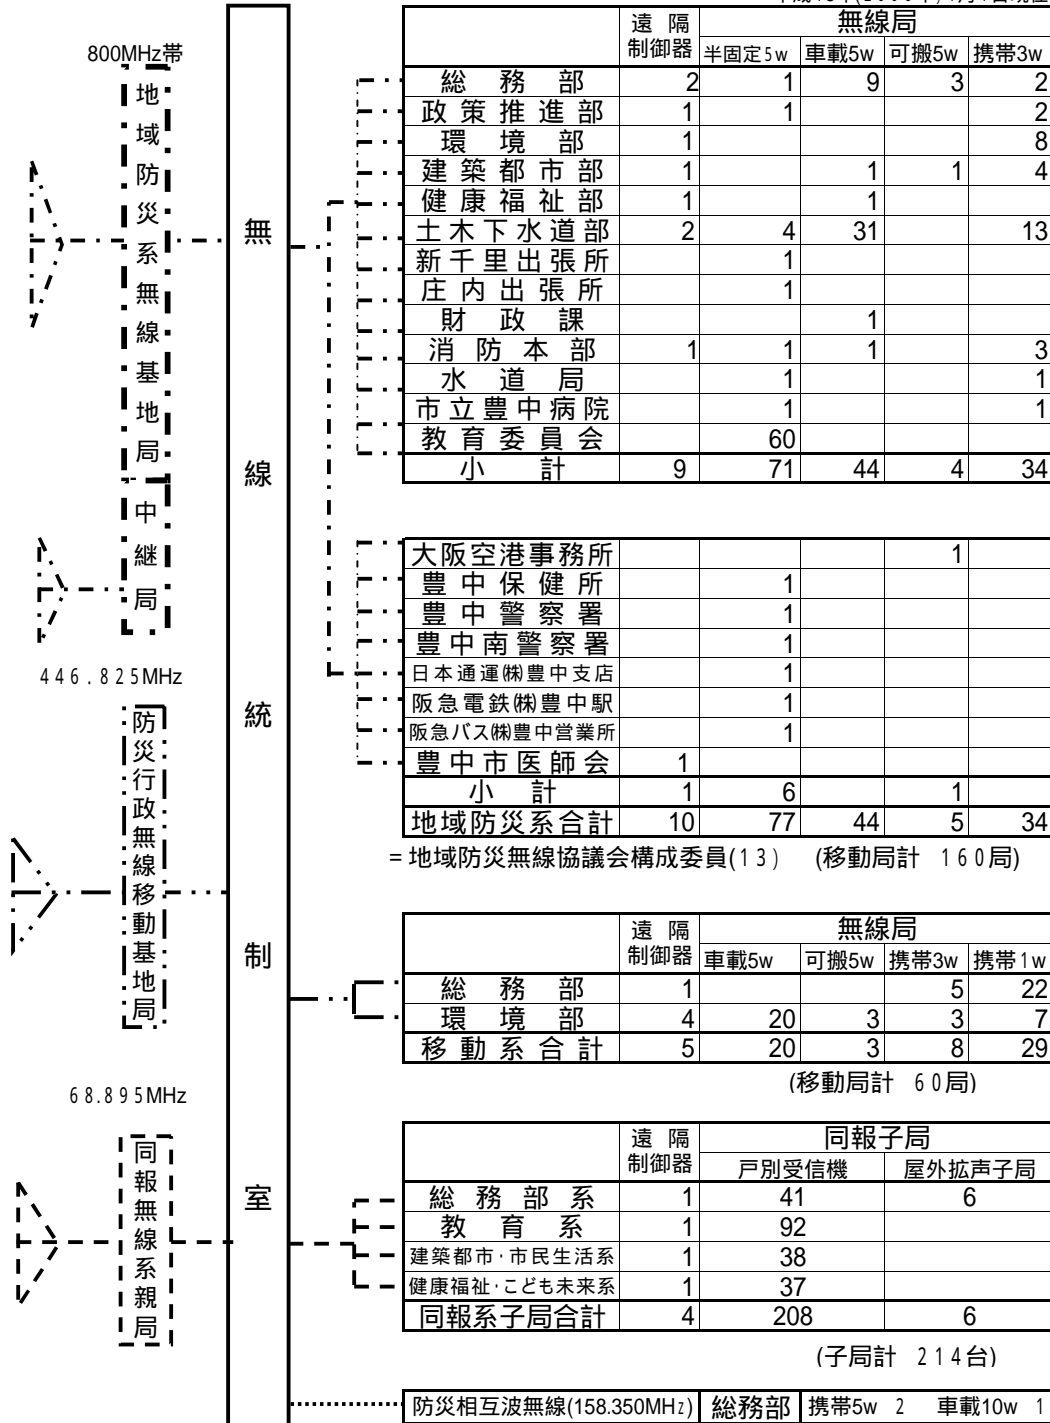 800MHz帯
地域防災系無線基地局
中継局
446.825MHz
防災行政無線移動基地局
68.895MHz
同報無線系親局
無線統制室
遠隔制御器 無線局
半固定5w 車載5w 可搬5w 携帯3w
総務部 2 1 9 3 2
政策推進部 1 1 2
環境部 1 8
建築都市部 1 1 1 4
健康福祉部 1 1
土木下水道部 2 4 31 13
新千里出張所 1
庄内出張所 1
財政課 1
消防本部 1 1 1 3
水道局 1 1
市立豊中病院 1 1
教育委員会 60
小計 9 71 44 4 34
大阪空港事務所 1
豊中保健所 1
豊中警察署 1
豊中南警察署 1
日本通運㈱豊中支店 1
阪急電鉄㈱豊中駅 1
阪急バス㈱豊中営業所 1
豊中市医師会 1
小計 1 6 1
地域防災系合計 10 77 44 5 34
=地域防災無線協議会構成委員(13) (移動局計 160局)
遠隔制御器 無線局
車載5w 可搬5w 携帯3w 携帯1w
総務部 1 5 22
環境部 4 20 3 3 7
移動系合計 5 20 3 8 29
(移動局計 60局)
遠隔制御器 同報子局
戸別受信機 屋外拡声子局
総務部系 1 41 6
教育系 1 92
建築都市・市民生活系 1 38
健康福祉・こども未来系 1 37
同報系子局合計 4 208 6
(子局計 214台)
防災相互波無線(158.350MHz) 総務部 携帯5w 2 車載10w 1